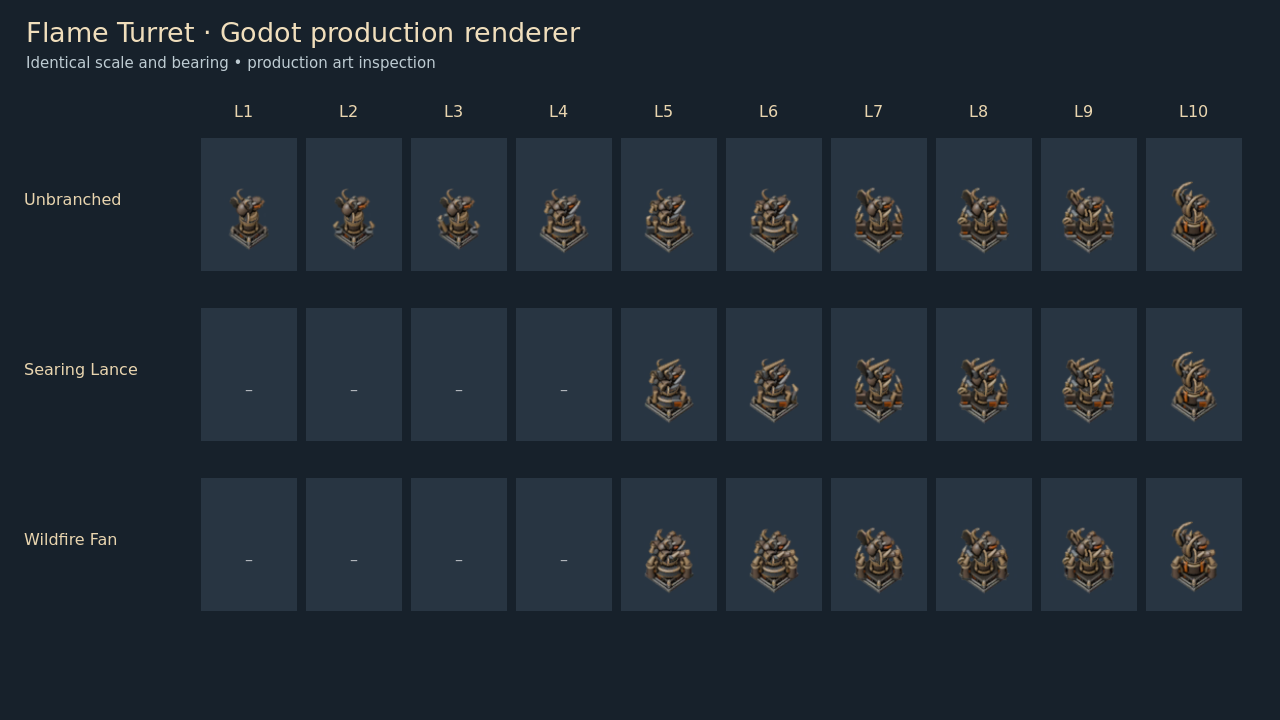 Flame Turret · Godot production renderer
Identical scale and bearing • production art inspection
L1 L2 L3 L4 L5 L6 L7 L8 L9 L10
Unbranched
Searing Lance
– – – –
Wildfire Fan
– – – –